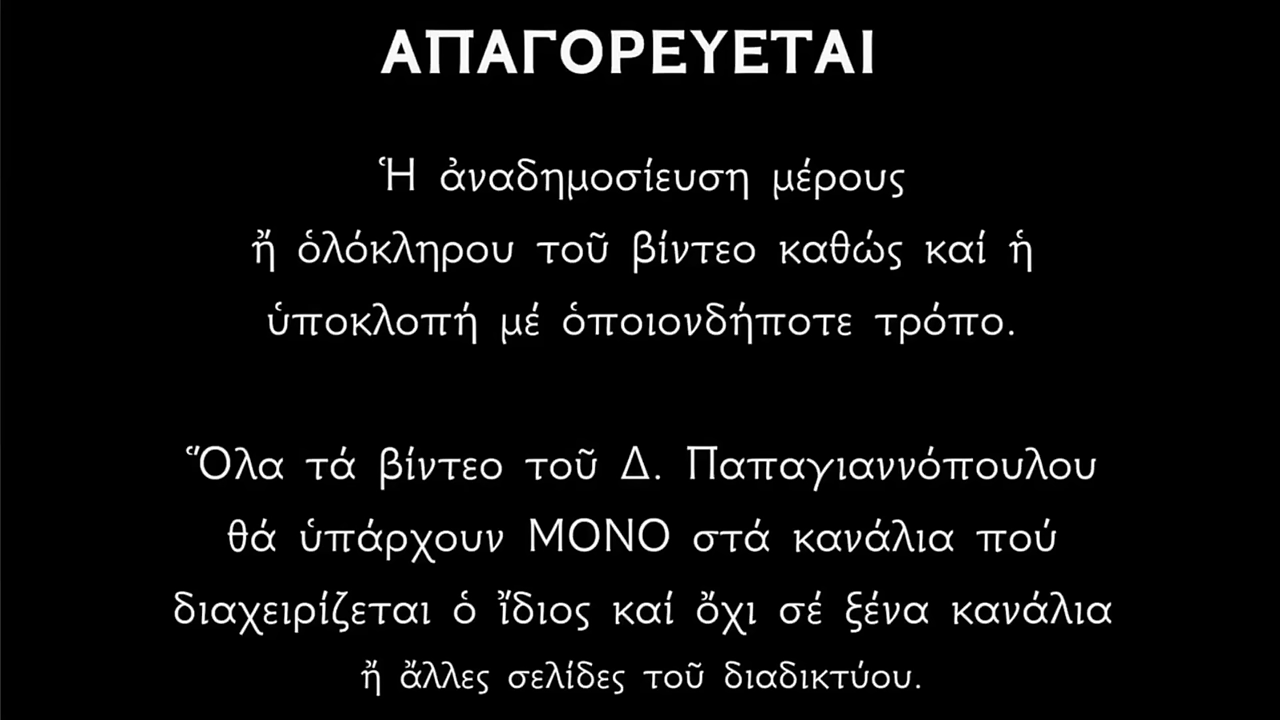 ΑΠΑΓΟΡΕΥΕΤΑΙ
Ἡ ἀναδημοσίευση μέρους
ἤ ὁλόκληρου τοῦ βίντεο καθώς καί ἡ
ὑποκλοπή μέ ὁποιονδήποτε τρόπο.
Ὅλα τά βίντεο τοῦ Δ. Παπαγιαννόπουλου
θά ὑπάρχουν ΜΟΝΟ στά κανάλια πού
διαχειρίζεται ὁ ἴδιος καί ὄχι σέ ξένα κανάλια
ἤ ἄλλες σελίδες τοῦ διαδικτύου.